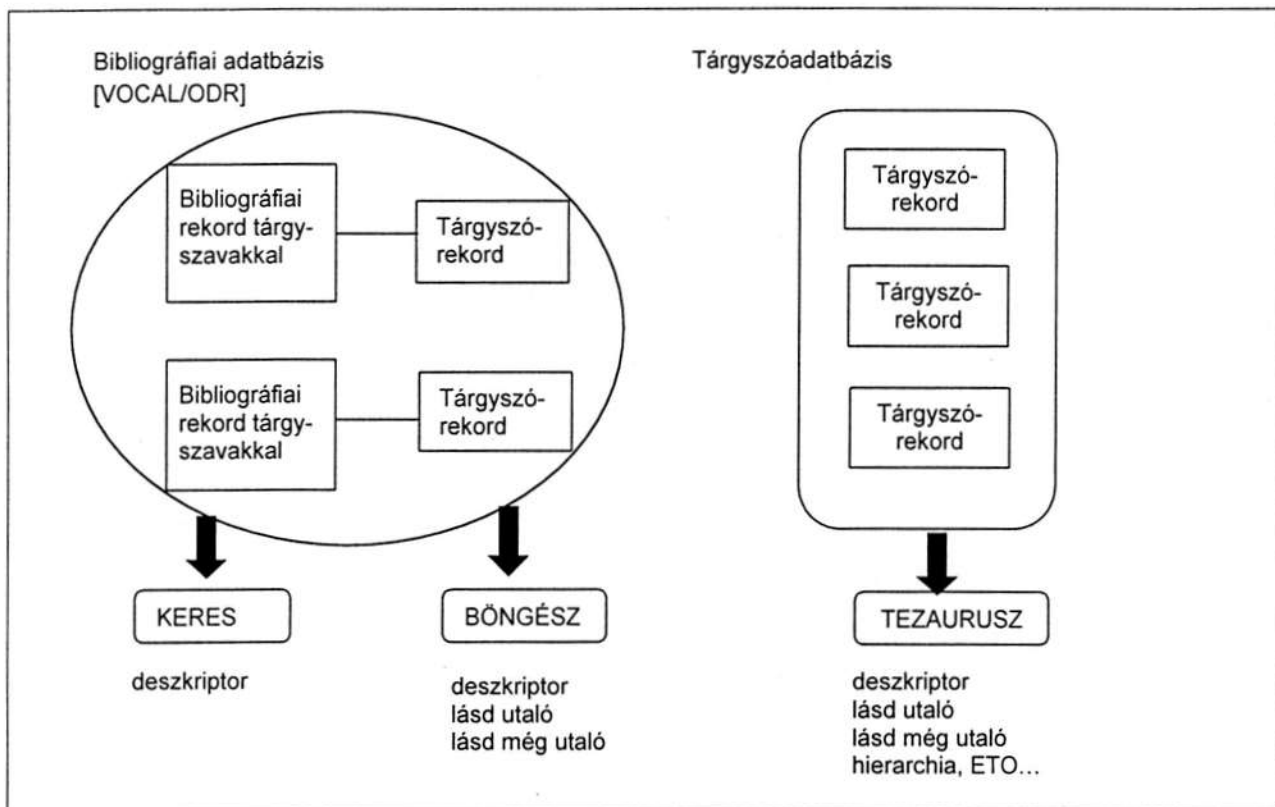 Bibliográfiai adatbázis
[VOCAL/ODR]
Tárgyszóadatbázis
Bibliográfiai
rekord tárgy-
szavakkal
Tárgyszó-
rekord
Bibliográfiai
rekord tárgy-
szavakkal
Tárgyszó-
rekord
Tárgyszó-
rekord
Tárgyszó-
rekord
Tárgyszó-
rekord
KERES
BÖNGÉSZ
TEZAURUSZ
deszkriptor
deszkriptor
lásd utaló
lásd még utaló
deszkriptor
lásd utaló
lásd még utaló
hierarchia, ETO...